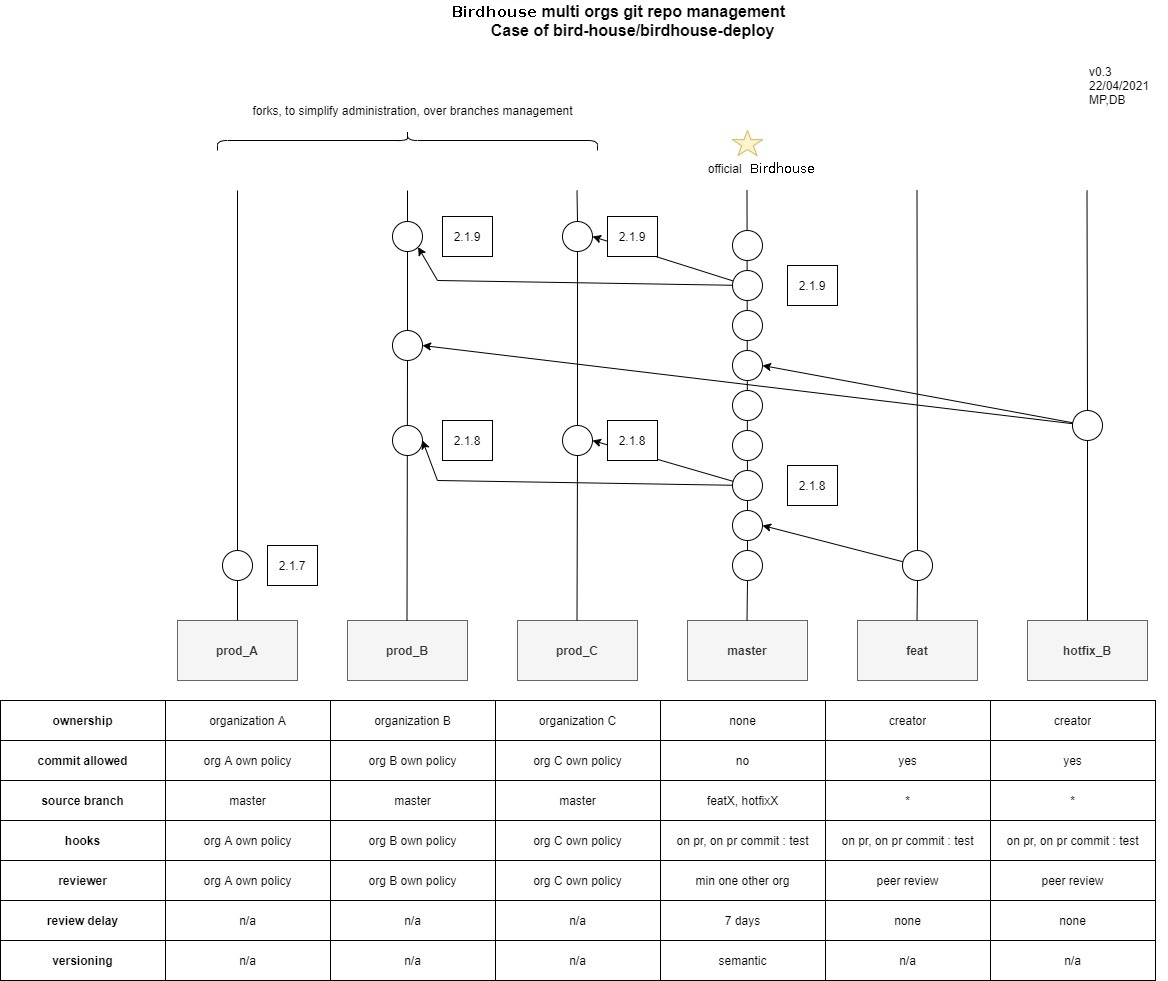 Birdhouse multi orgs git repo management
Case of bird-house/birdhouse-deploy
v0.3
22/04/2021
MP,DB
forks, to simplify administration, over branches management
official Birdhouse
2.1.9
2.1.9
2.1.9
2.1.8
2.1.8
2.1.8
2.1.7
prod_A
prod_B
prod_C
master
feat
hotfix_B
ownership organization A organization B organization C none creator creator
commit allowed org A own policy org B own policy org C own policy no yes yes
source branch master master master featX, hotfixX * *
hooks org A own policy org B own policy org C own policy on pr, on pr commit : test on pr, on pr commit : test on pr, on pr commit : test
reviewer org A own policy org B own policy org C own policy min one other org peer review peer review
review delay n/a n/a n/a 7 days none none
versioning n/a n/a n/a semantic n/a n/a